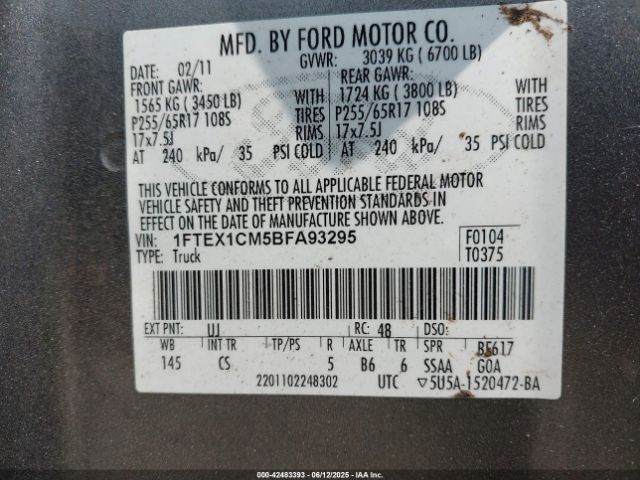 MFD. BY FORD MOTOR CO.
DATE: 02/11 GVWR: 3039 KG ( 6700 LB)
FRONT GAWR: REAR GAWR:
1565 KG ( 3450 LB) WITH 1724 KG ( 3800 LB) WITH
P255/65R17 108S TIRES P255/65R17 108S TIRES
17x7.5J RIMS 17x7.5J RIMS
AT 240 kPa/ 35 PSI COLD AT 240 kPa/ 35 PSI COLD
THIS VEHICLE CONFORMS TO ALL APPLICABLE FEDERAL MOTOR
VEHICLE SAFETY AND THEFT PREVENTION STANDARDS IN
EFFECT ON THE DATE OF MANUFACTURE SHOWN ABOVE.
VIN: 1FTEX1CM5BFA93295 F0104
TYPE: Truck T0375
EXT PNT: UJ RC: 48 DSO:
WB INT TR TP/PS R AXLE TR SPR BF617
145 CS 5 B6 6 SSAA GOA
2201102248302 UTC ▽5U5A-1520472-BA
000-42483393 - 06/12/2025 - IAA Inc.